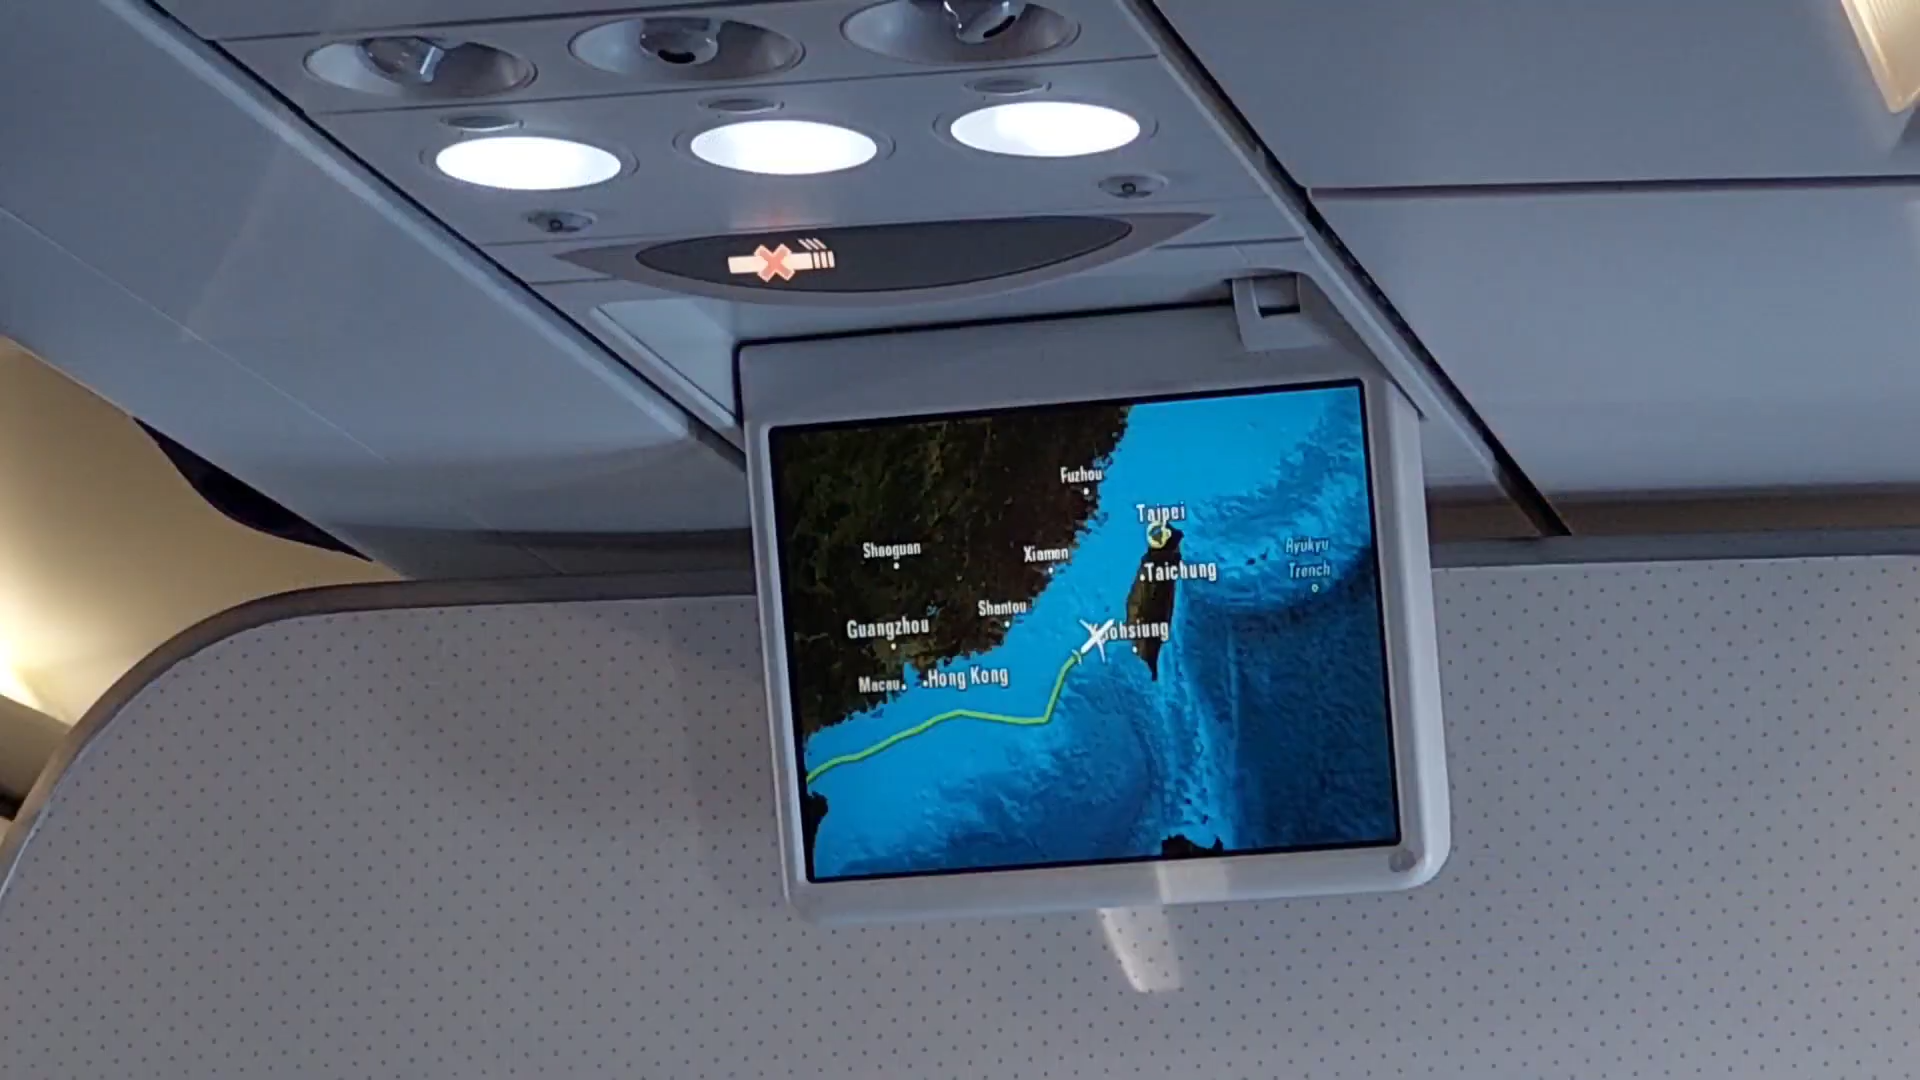 Fuzhou
Taipei
Shaoguan
Xiamen
Ryukyu
Trench
Taichung
Shantou
Guangzhou
Kaohsiung
Macau
Hong Kong